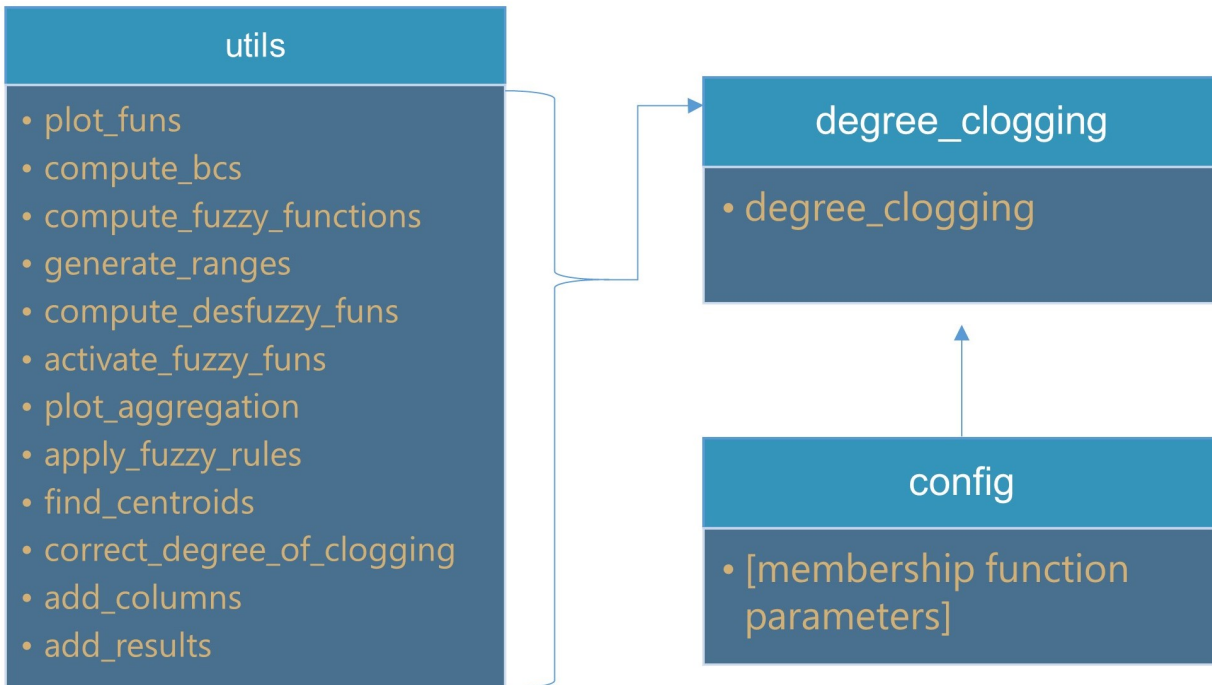 utils
• plot_funs
• compute_bcs
• compute_fuzzy_functions
• generate_ranges
• compute_desfuzzy_funs
• activate_fuzzy_funs
• plot_aggregation
• apply_fuzzy_rules
• find_centroids
• correct_degree_of_clogging
• add_columns
• add_results
degree_clogging
• degree_clogging
config
• [membership function
parameters]